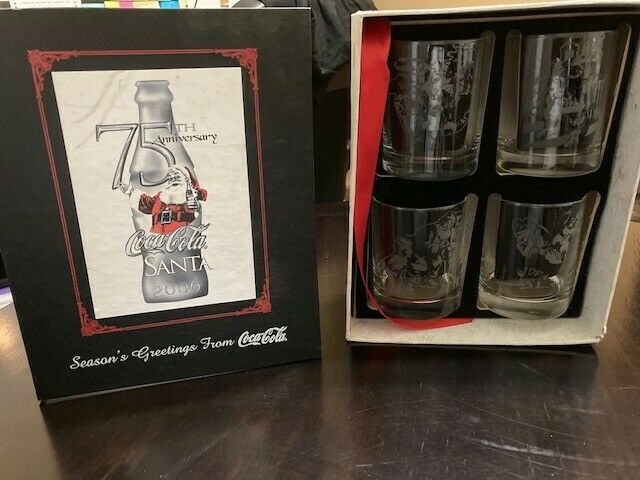 75TH
Anniversary
Coca-Cola
SANTA
2006
Season's Greetings From Coca-Cola.